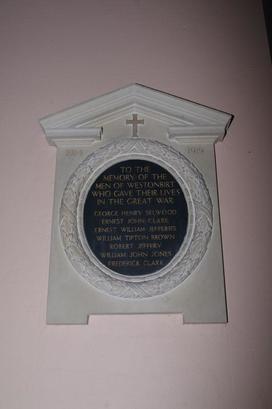 1914 1919
TO THE
MEMORY OF THE
MEN OF WESTONBIRT
WHO GAVE THEIR LIVES
IN THE GREAT WAR
GEORGE HENRY SELWOOD
ERNEST JOHN CLARK
ERNEST WILLIAM JEFFERIES
WILLIAM TIPTON BROWN
ROBERT JEFFERY
WILLIAM JOHN JONES
FREDERICK CLARK